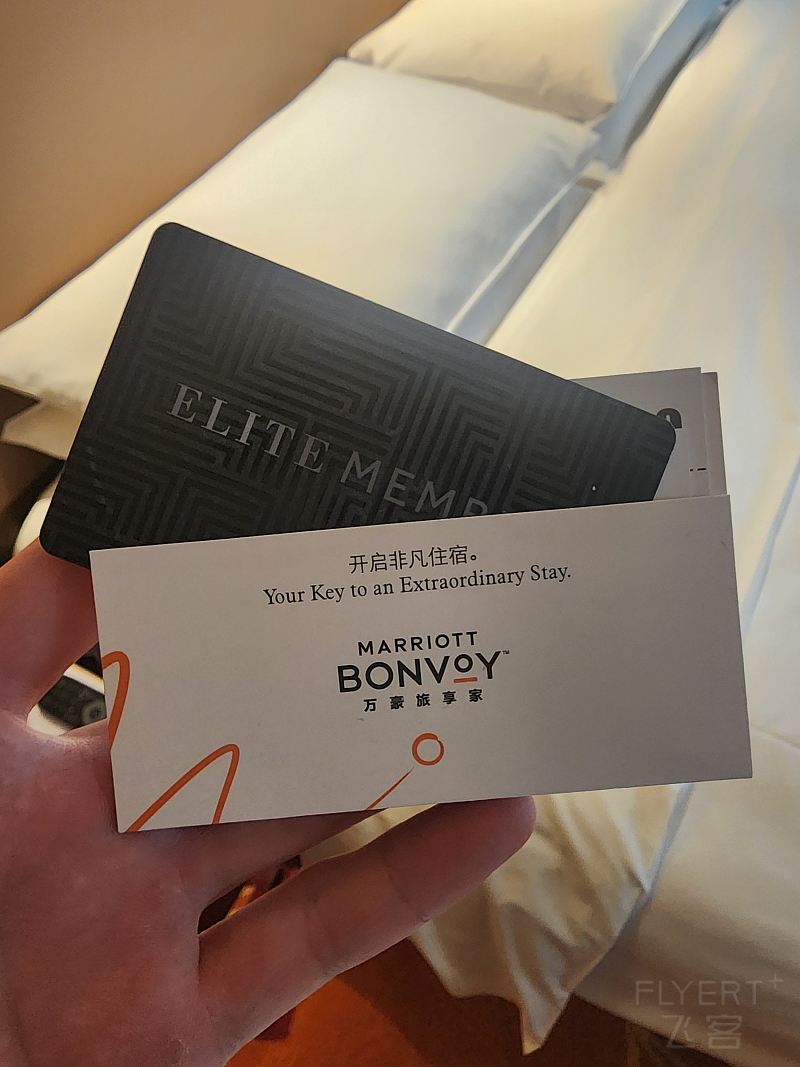 ELITE MEMB
开启非凡住宿。
Your Key to an Extraordinary Stay.
MARRIOTT
BONVOY™
万豪旅享家
FLYERT+
飞客